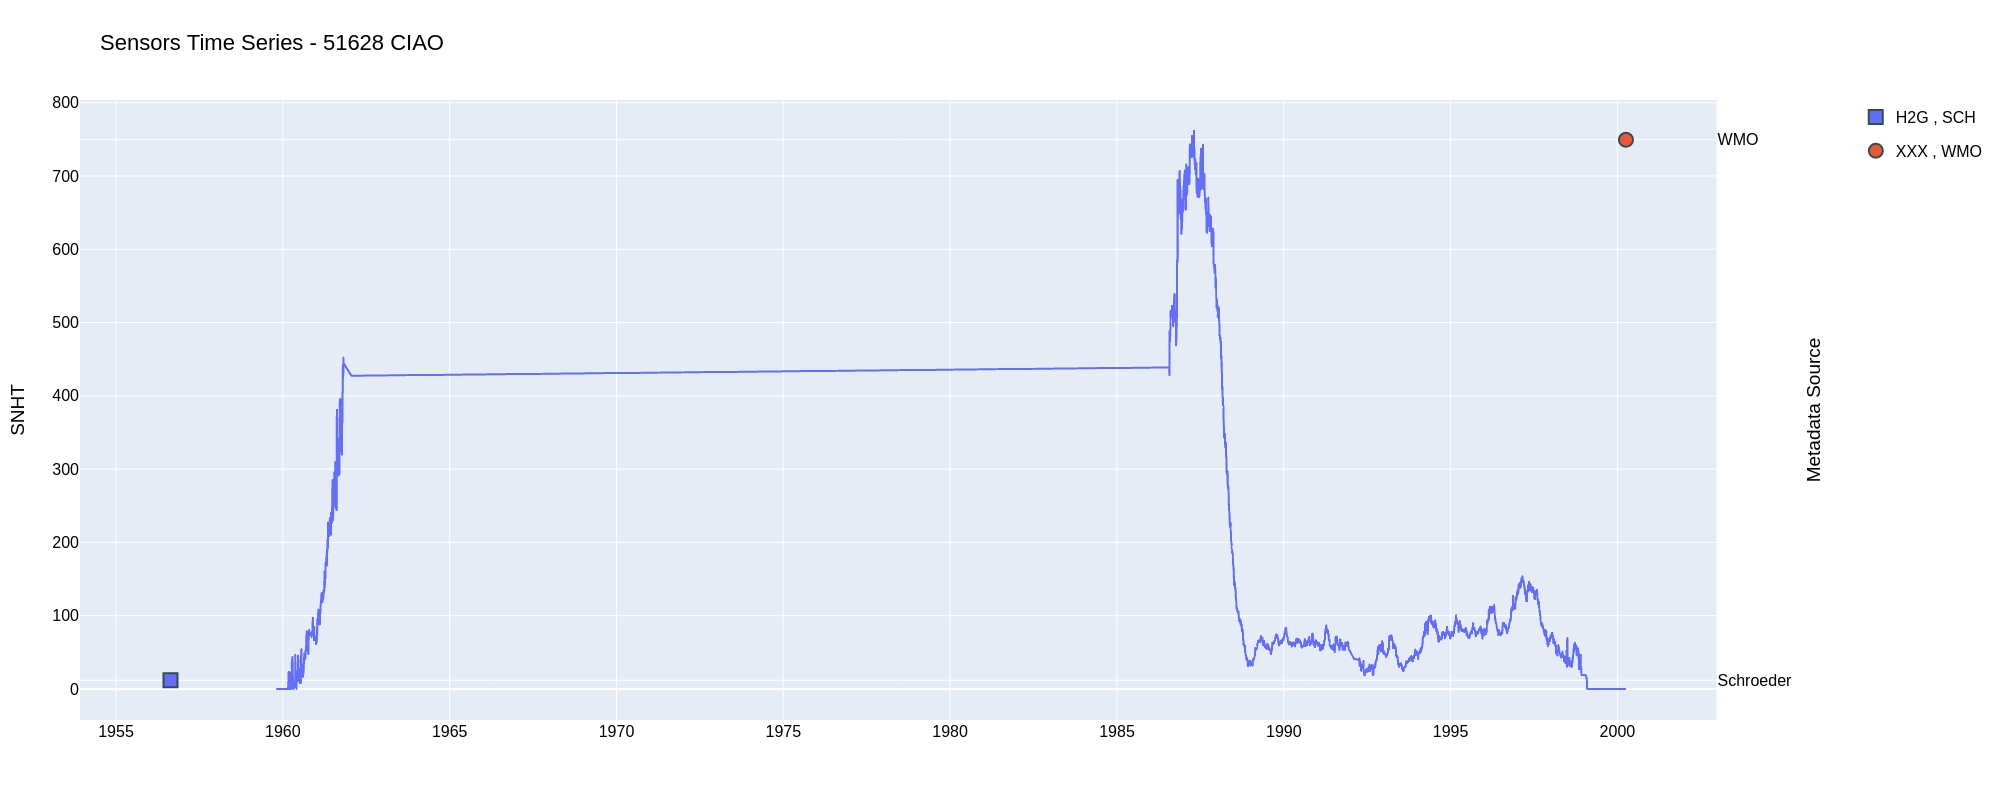 Sensors Time Series - 51628 CIAO
H2G , SCH
XXX , WMO
SNHT
800
700
600
500
400
300
200
100
0
WMO
Schroeder
Metadata Source
1955 1960 1965 1970 1975 1980 1985 1990 1995 2000